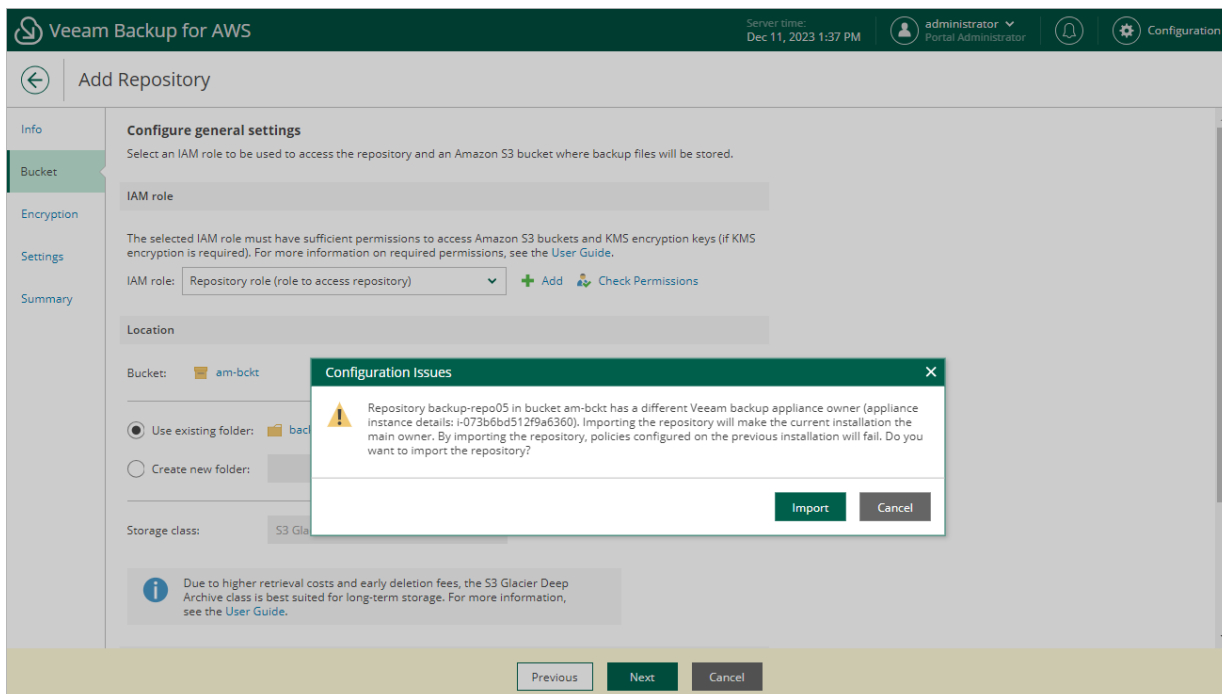 Veeam Backup for AWS
Server time:
Dec 11, 2023 1:37 PM
administrator
Portal Administrator
Configuration
Add Repository
Info
Bucket
Encryption
Settings
Summary
Configure general settings
Select an IAM role to be used to access the repository and an Amazon S3 bucket where backup files will be stored.
IAM role
The selected IAM role must have sufficient permissions to access Amazon S3 buckets and KMS encryption keys (if KMS
encryption is required). For more information on required permissions, see the User Guide.
IAM role: Repository role (role to access repository) Add Check Permissions
Location
Bucket: am-bckt
Use existing folder: bac
Create new folder:
Storage class: S3 Gla
Configuration Issues
Repository backup-repo05 in bucket am-bckt has a different Veeam backup appliance owner (appliance
instance details: i-073b6bd512f9a6360). Importing the repository will make the current installation the
main owner. By importing the repository, policies configured on the previous installation will fail. Do you
want to import the repository?
Import Cancel
Due to higher retrieval costs and early deletion fees, the S3 Glacier Deep
Archive class is best suited for long-term storage. For more information,
see the User Guide.
Previous Next Cancel